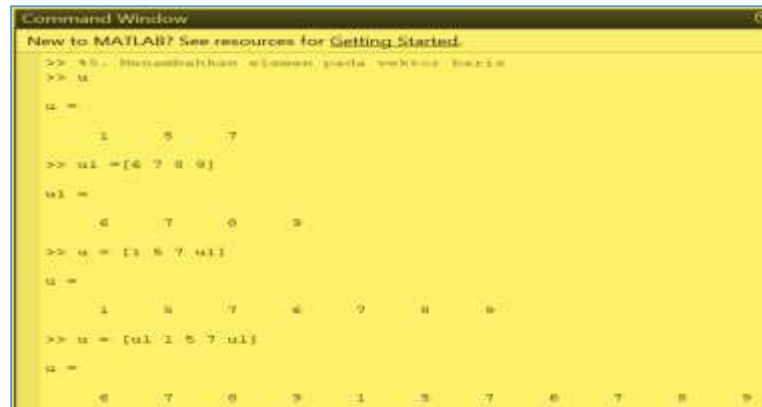 Command Window
New to MATLAB? See resources for Getting Started.
>> %5. Menambahkan elemen pada vektor baris
>> u
u =
1 5 7
>> u1 =[6 7 8 9]
u1 =
6 7 8 9
>> u = [1 5 7 u1]
u =
1 5 7 6 7 8 9
>> u = [u1 1 5 7 u1]
u =
6 7 8 9 1 5 7 6 7 8 9